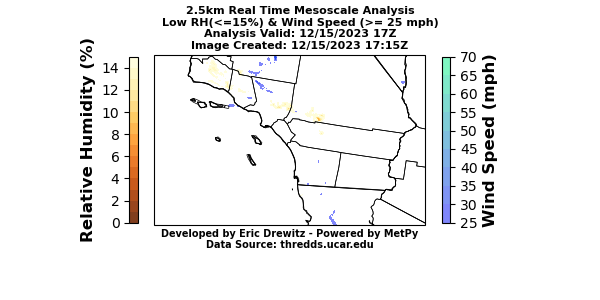 2.5km Real Time Mesoscale Analysis
Low RH(<=15%) & Wind Speed (>= 25 mph)
Analysis Valid: 12/15/2023 17Z
Image Created: 12/15/2023 17:15Z
Relative Humidity (%)
14
12
10
8
6
4
2
0
70
65
60
55
50
45
40
35
30
25
Wind Speed (mph)
Developed by Eric Drewitz - Powered by MetPy
Data Source: thredds.ucar.edu